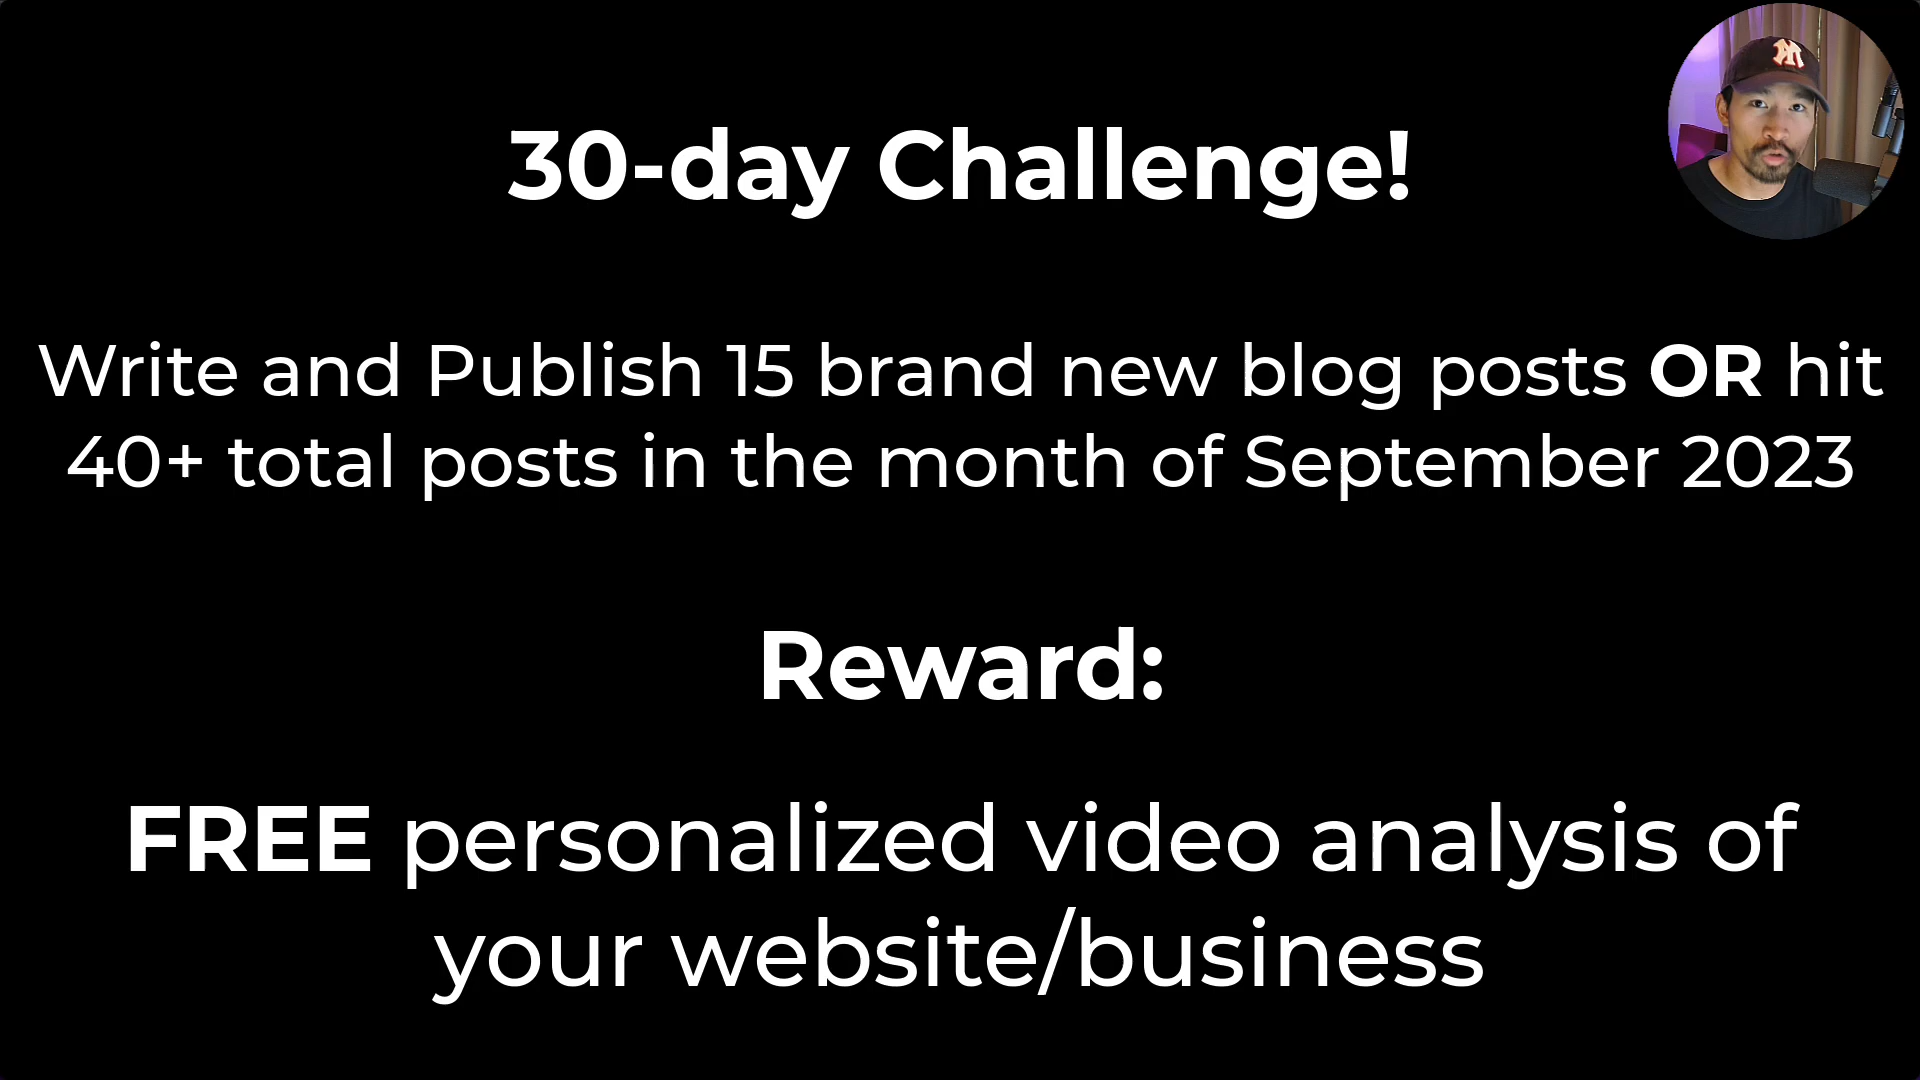 30-day Challenge!
Write and Publish 15 brand new blog posts OR hit
40+ total posts in the month of September 2023
Reward:
FREE personalized video analysis of
your website/business